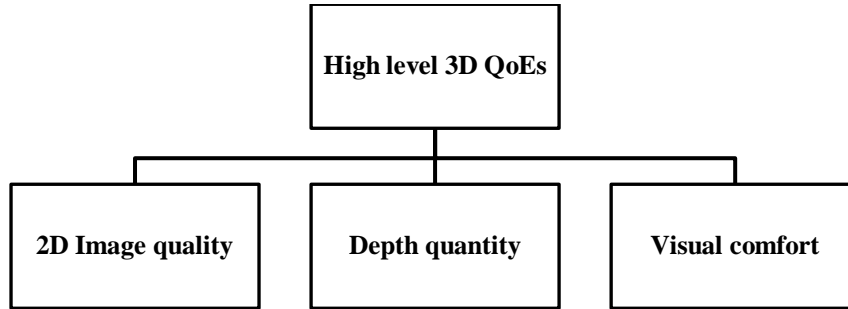 High level 3D QoEs
2D Image quality
Depth quantity
Visual comfort